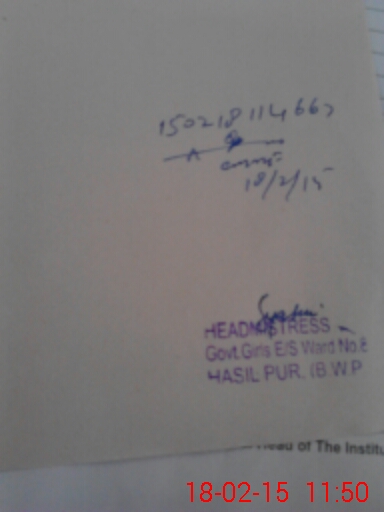 150218114667
A
18/2/15
HEADMISTRESS
Govt. Girls E/S Ward No.8
HASIL PUR. (B.W.P
Head of The Institu
18-02-15 11:50